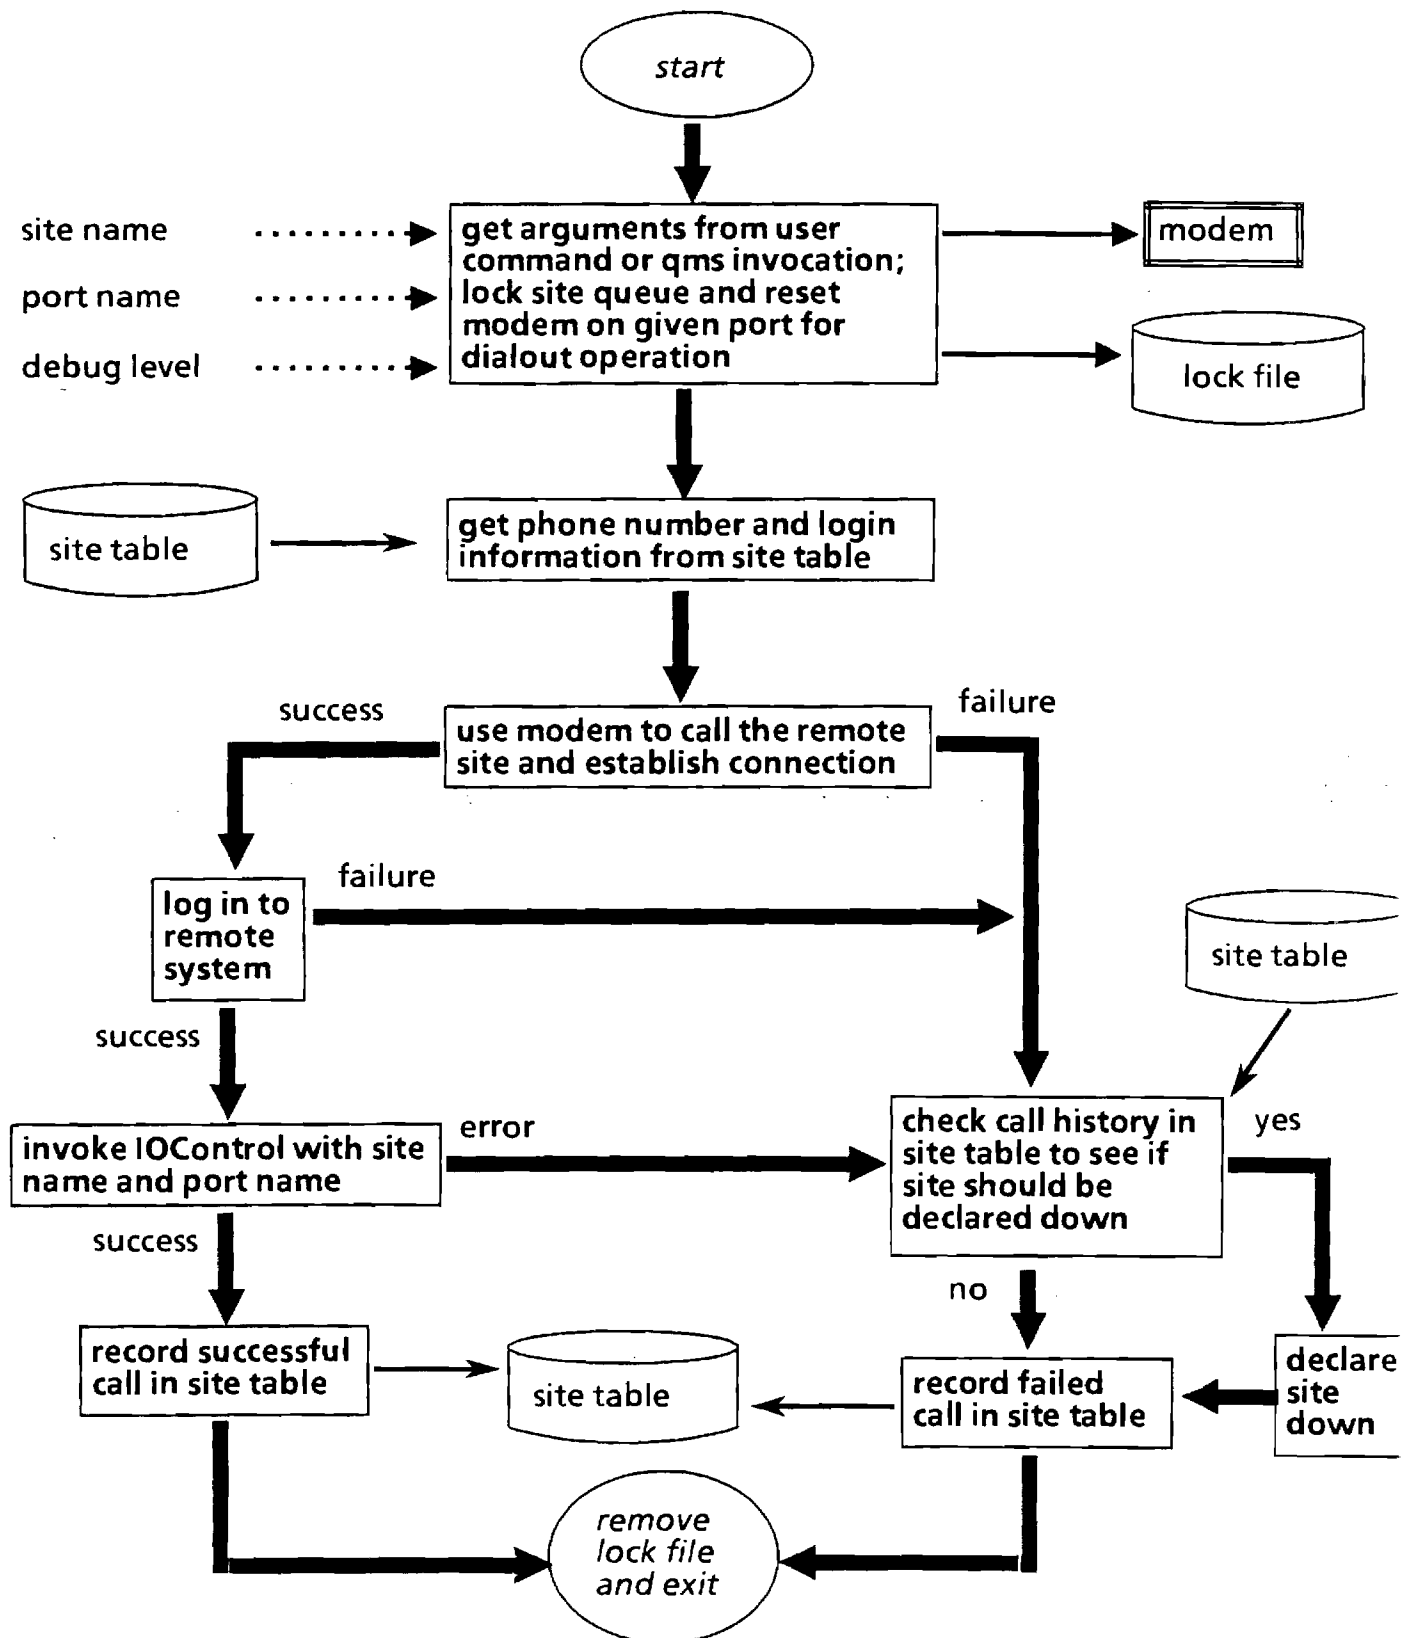 start
site name
port name
debug level
get arguments from user
command or qms invocation;
lock site queue and reset
modem on given port for
dialout operation
modem
lock file
site table
get phone number and login
information from site table
success
failure
use modem to call the remote
site and establish connection
failure
log in to
remote
system
site table
success
invoke IOControl with site
name and port name
error
check call history in
site table to see if
site should be
declared down
yes
success
no
record successful
call in site table
site table
record failed
call in site table
declare
site
down
remove
lock file
and exit